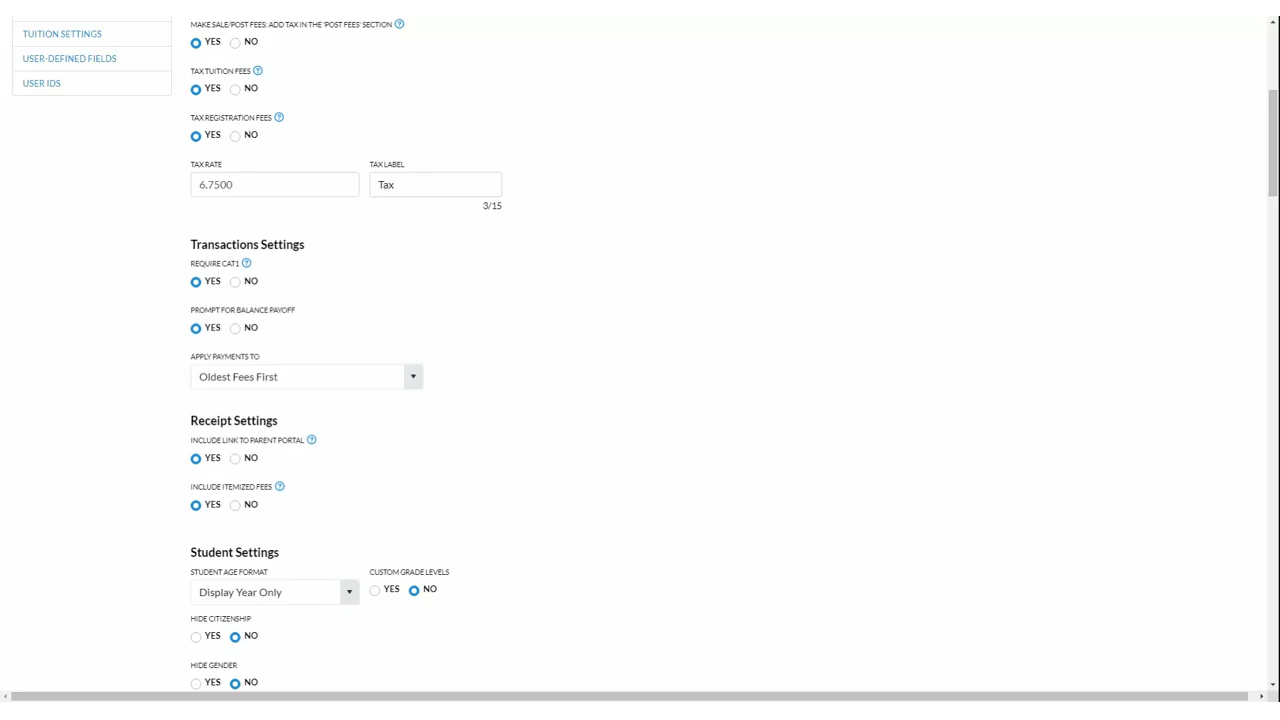 TUITION SETTINGS
USER-DEFINED FIELDS
USER IDS
MAKE SALE/POST FEES: ADD TAX IN THE 'POST FEES' SECTION ?
YES NO
TAX TUITION FEES ?
YES NO
TAX REGISTRATION FEES ?
YES NO
TAX RATE TAX LABEL
6.7500 Tax
3/15
Transactions Settings
REQUIRE CAT1 ?
YES NO
PROMPT FOR BALANCE PAYOFF
YES NO
APPLY PAYMENTS TO
Oldest Fees First
Receipt Settings
INCLUDE LINK TO PARENT PORTAL ?
YES NO
INCLUDE ITEMIZED FEES ?
YES NO
Student Settings
STUDENT AGE FORMAT CUSTOM GRADE LEVELS
Display Year Only YES NO
HIDE CITIZENSHIP
YES NO
HIDE GENDER
YES NO